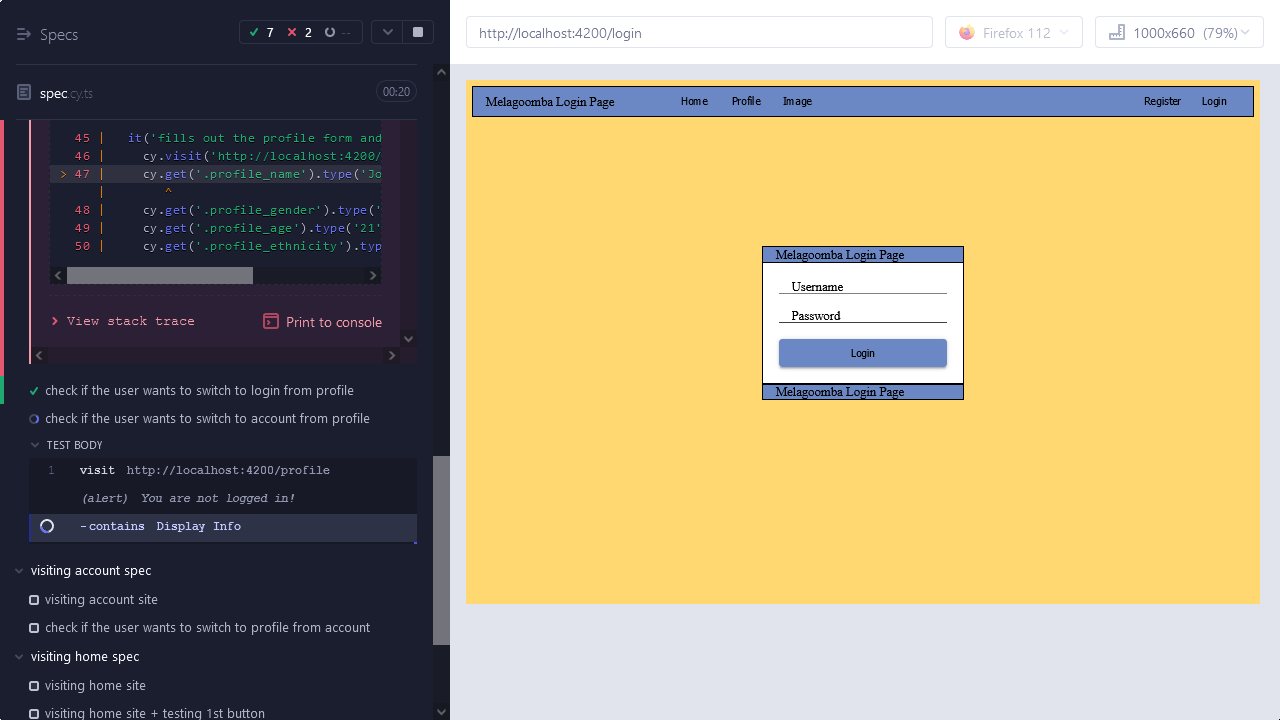 Specs
7 2 --
spec.cy.ts
00:20
45 | it('fills out the profile form and
46 | cy.visit('http://localhost:4200/
> 47 | cy.get('.profile_name').type('Jo
| ^
48 | cy.get('.profile_gender').type('
49 | cy.get('.profile_age').type('21'
50 | cy.get('.profile_ethnicity').typ
View stack trace
Print to console
check if the user wants to switch to login from profile
check if the user wants to switch to account from profile
TEST BODY
1 visit http://localhost:4200/profile
(alert) You are not logged in!
-contains Display Info
visiting account spec
visiting account site
check if the user wants to switch to profile from account
visiting home spec
visiting home site
visiting home site + testing 1st button
http://localhost:4200/login
Firefox 112
1000x660 (79%)
Melagoomba Login Page
Home Profile Image
Register Login
Melagoomba Login Page
Username
Password
Login
Melagoomba Login Page